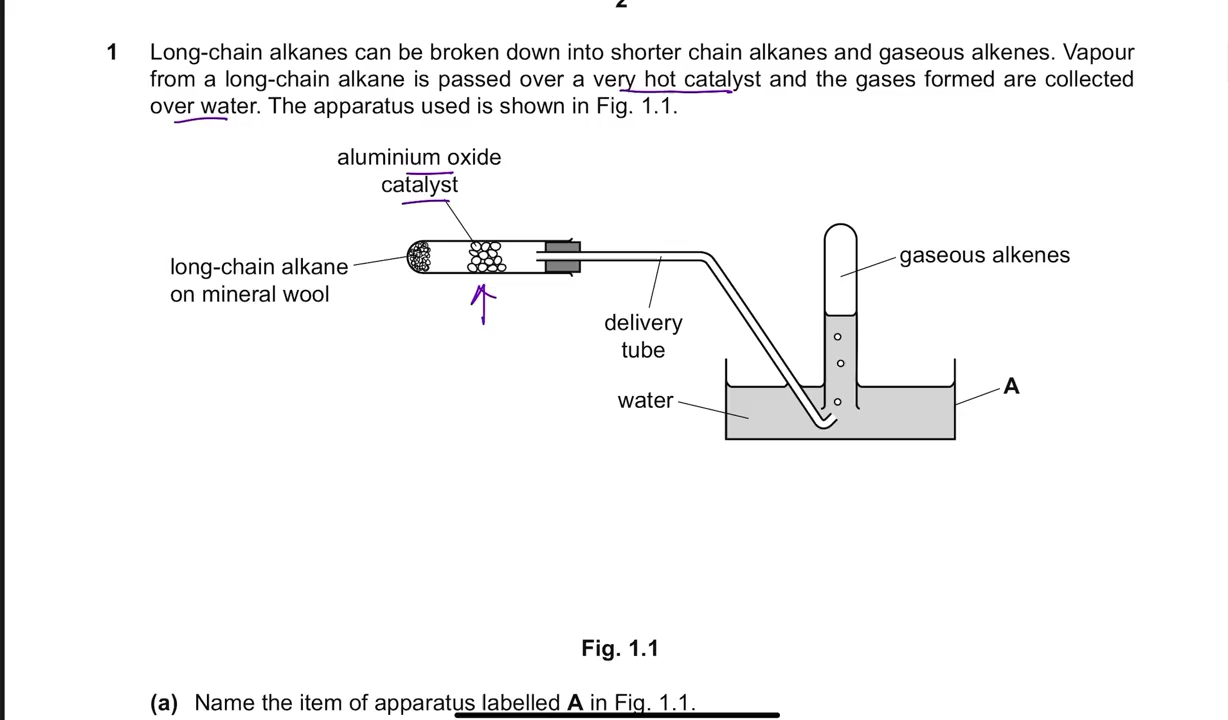 2
1 Long-chain alkanes can be broken down into shorter chain alkanes and gaseous alkenes. Vapour
from a long-chain alkane is passed over a very hot catalyst and the gases formed are collected
over water. The apparatus used is shown in Fig. 1.1.
aluminium oxide
catalyst
long-chain alkane
on mineral wool
gaseous alkenes
delivery
tube
water
A
Fig. 1.1
(a) Name the item of apparatus labelled A in Fig. 1.1.